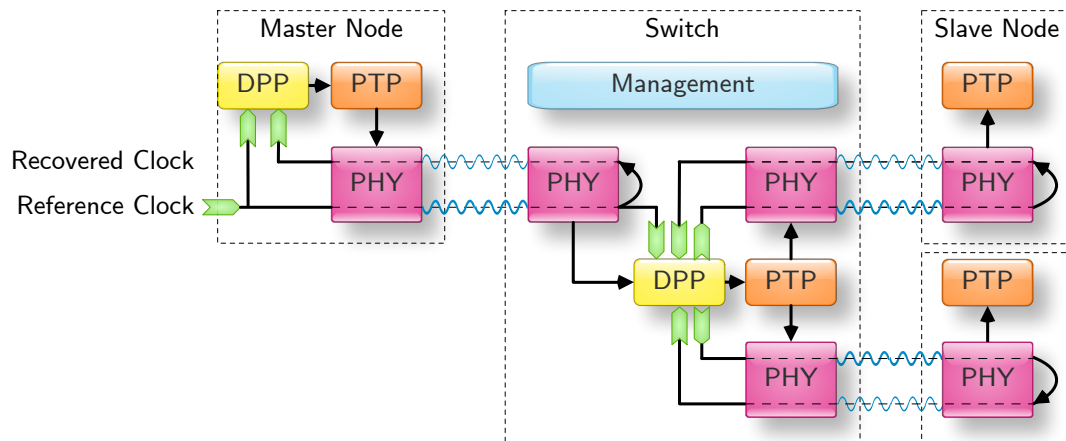 Master Node
Switch
Slave Node
DPP
PTP
Management
PTP
Recovered Clock
PHY
PHY
PHY
PHY
Reference Clock
DPP
PTP
PTP
PHY
PHY